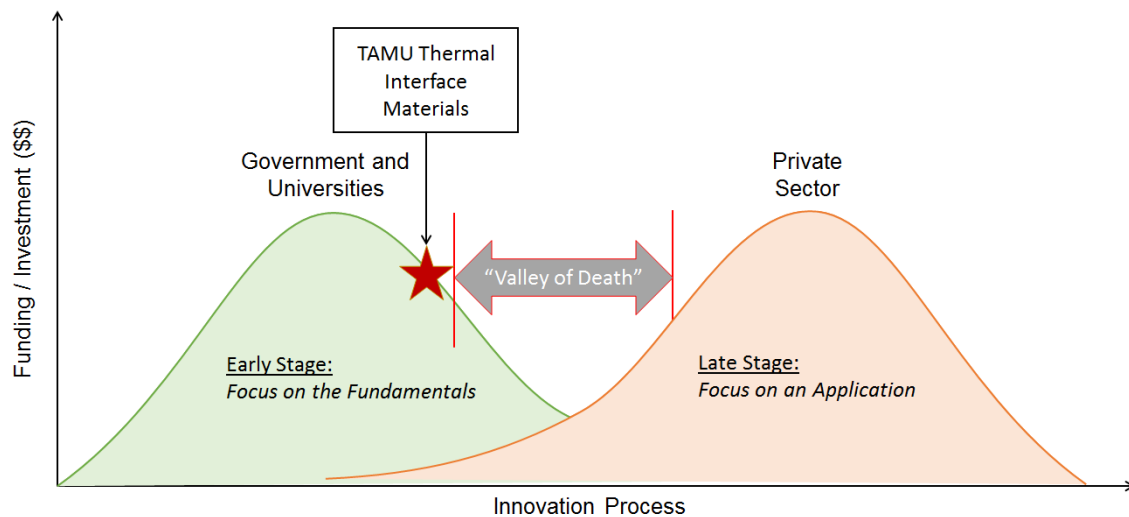 TAMU Thermal
Interface
Materials
Government and
Universities
Private
Sector
Funding / Investment ($$)
“Valley of Death”
Early Stage:
Focus on the Fundamentals
Late Stage:
Focus on an Application
Innovation Process